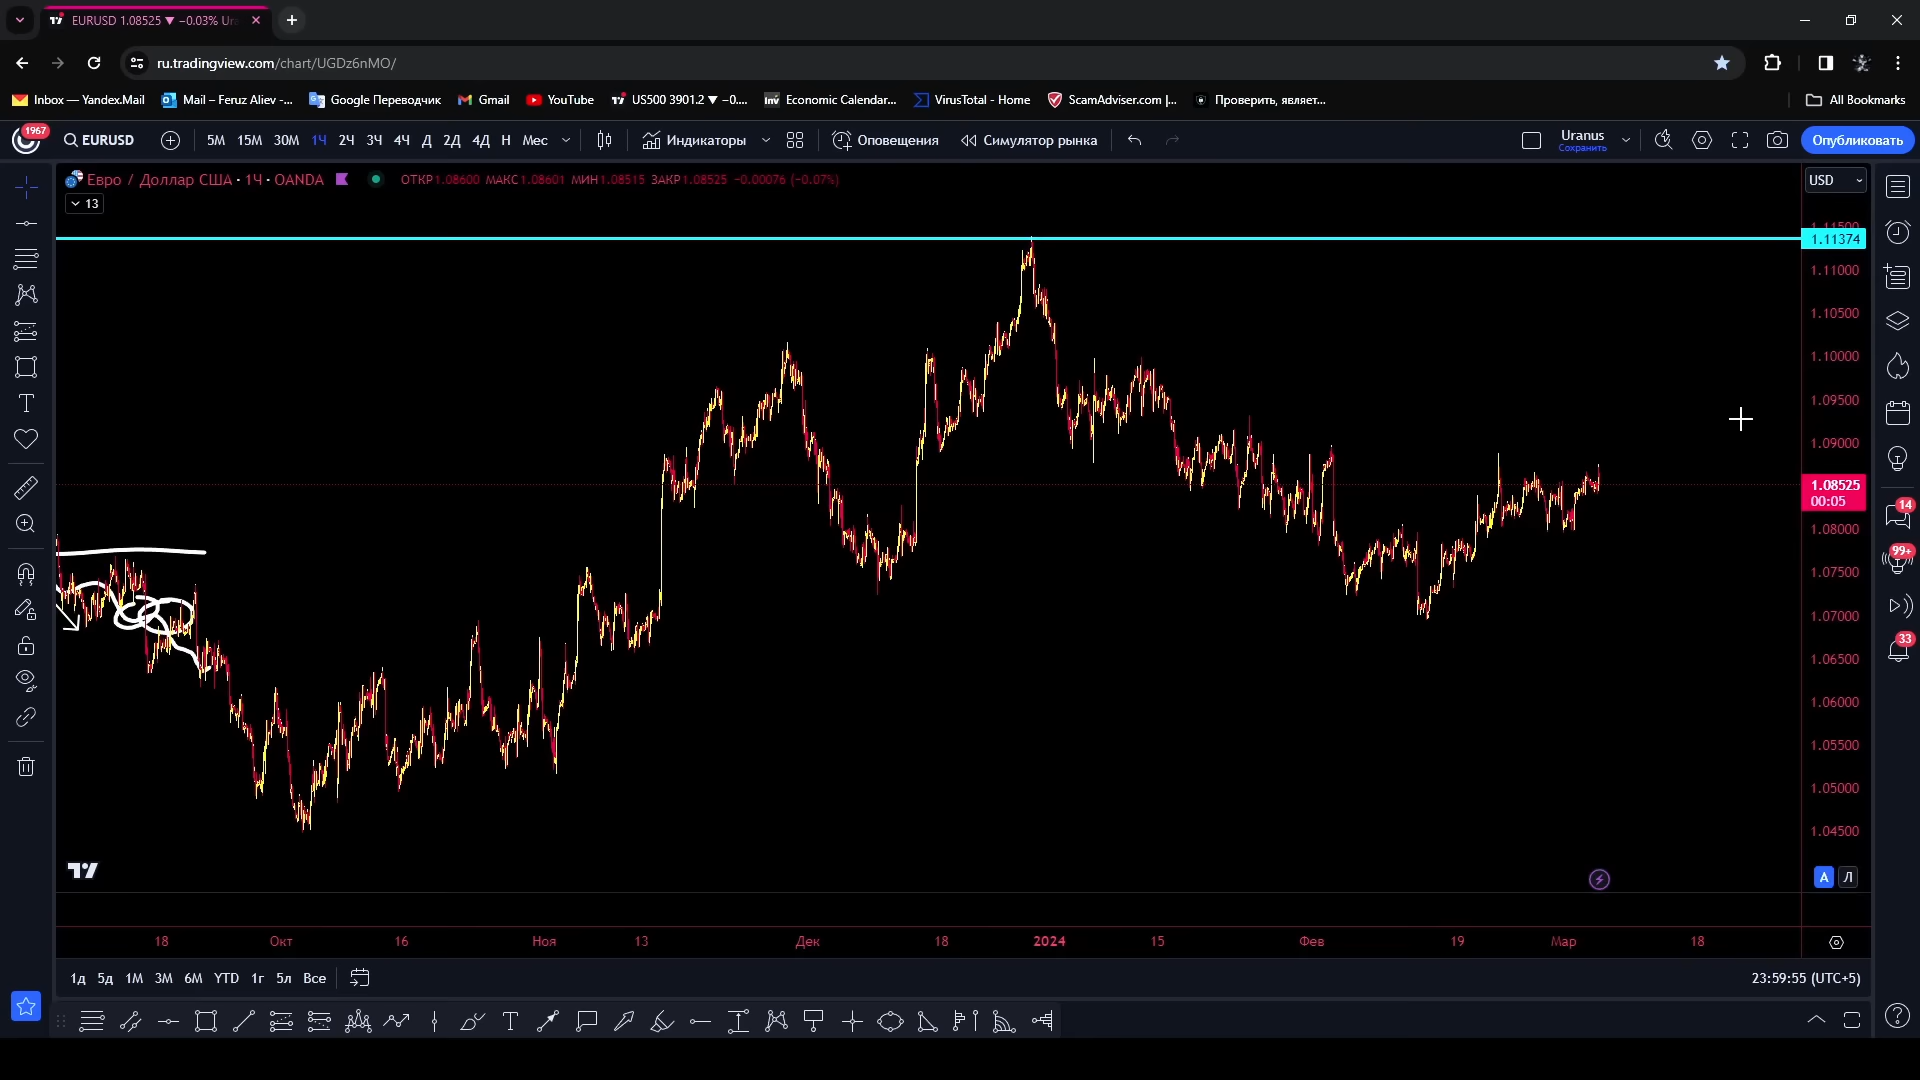 EURUSD 1.08525 ▼ −0.03% Ura
ru.tradingview.com/chart/UGDz6nMO/
Inbox — Yandex.Mail Mail – Feruz Aliev -... Google Переводчик Gmail YouTube US500 3901.2 ▼ −0.... Economic Calendar... VirusTotal - Home ScamAdviser.com |... Проверить, являет... All Bookmarks
1967 EURUSD 5М 15М 30М 1Ч 2Ч 3Ч 4Ч Д 2Д 4Д Н Мес Индикаторы Оповещения Симулятор рынка Uranus Опубликовать
Сохранить
Евро / Доллар США · 1Ч · OANDA ОТКР1.08600 МАКС1.08601 МИН1.08515 ЗАКР1.08525 −0.00076 (−0.07%) USD
13
1.11500
1.11374
1.11000
1.10500
1.10000
1.09500
1.09000
1.08525
00:05
1.08000
1.07500
1.07000
1.06500
1.06000
1.05500
1.05000
1.04500
14
99+
33
А Л
18 Окт 16 Ноя 13 Дек 18 2024 15 Фев 19 Мар 18
1д 5д 1М 3М 6М YTD 1г 5л Все 23:59:55 (UTC+5)